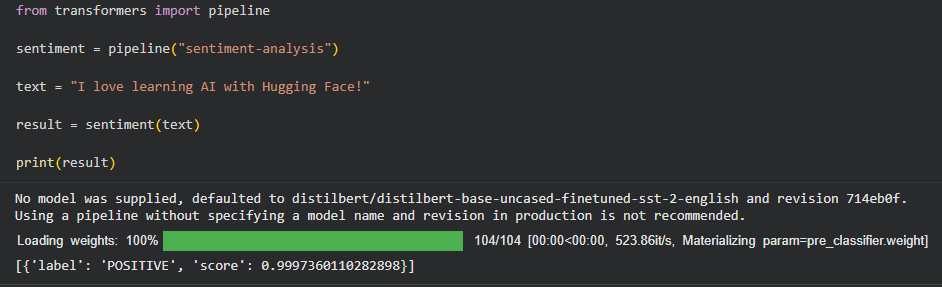 from transformers import pipeline
sentiment = pipeline("sentiment-analysis")
text = "I love learning AI with Hugging Face!"
result = sentiment(text)
print(result)
No model was supplied, defaulted to distilbert/distilbert-base-uncased-finetuned-sst-2-english and revision 714eb0f.
Using a pipeline without specifying a model name and revision in production is not recommended.
Loading weights: 100% 104/104 [00:00<00:00, 523.86it/s, Materializing param=pre_classifier.weight]
[{'label': 'POSITIVE', 'score': 0.9997360110282898}]